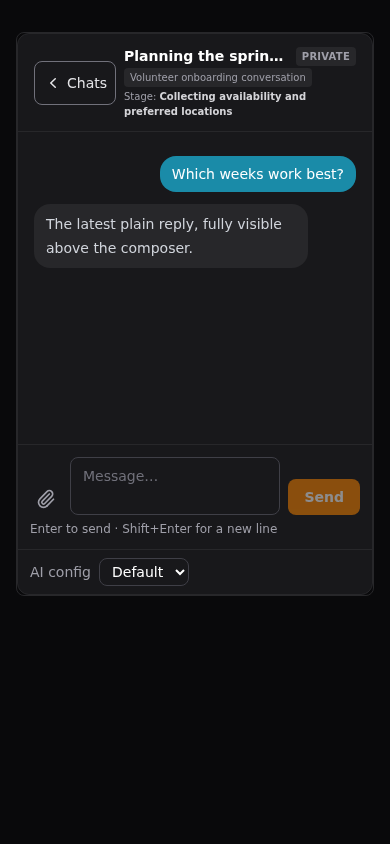 Planning the sprin…
PRIVATE
Chats
Volunteer onboarding conversation
Stage: Collecting availability and
preferred locations
Which weeks work best?
The latest plain reply, fully visible
above the composer.
Message…
Send
Enter to send · Shift+Enter for a new line
AI config
Default